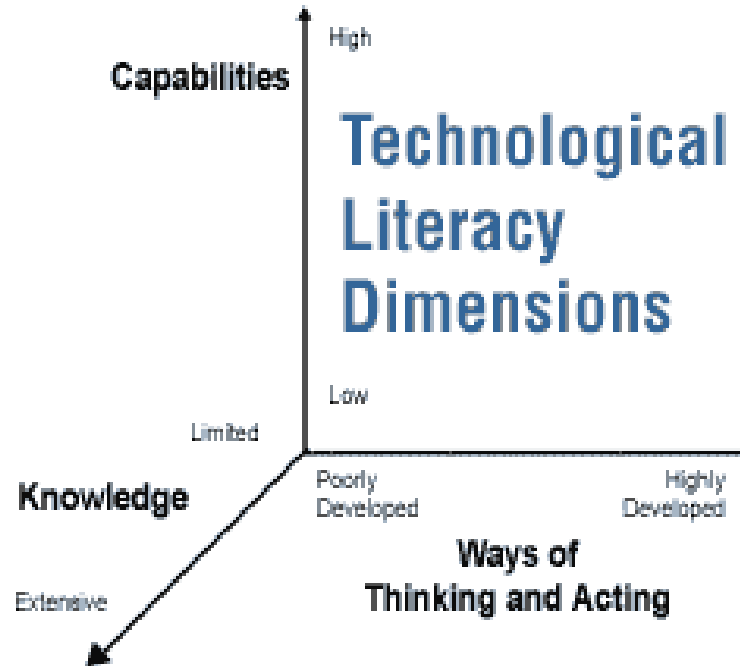 High
Capabilities
Technological
Literacy
Dimensions
Low
Limited
Poorly
Developed
Highly
Developed
Knowledge
Ways of
Thinking and Acting
Extensive